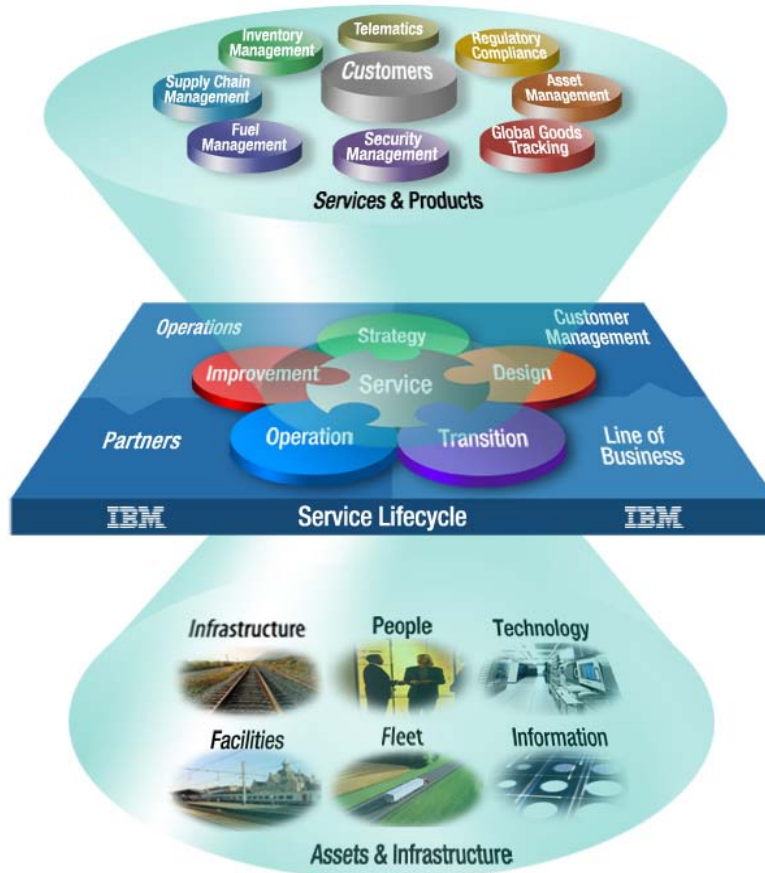 Telematics
Inventory
Management
Regulatory
Compliance
Customers
Supply Chain
Management
Asset
Management
Fuel
Management
Security
Management
Global Goods
Tracking
Services & Products
Operations
Customer
Management
Strategy
Improvement
Service
Design
Partners
Operation
Transition
Line of
Business
IBM
Service Lifecycle
IBM
Infrastructure
People
Technology
Facilities
Fleet
Information
Assets & Infrastructure